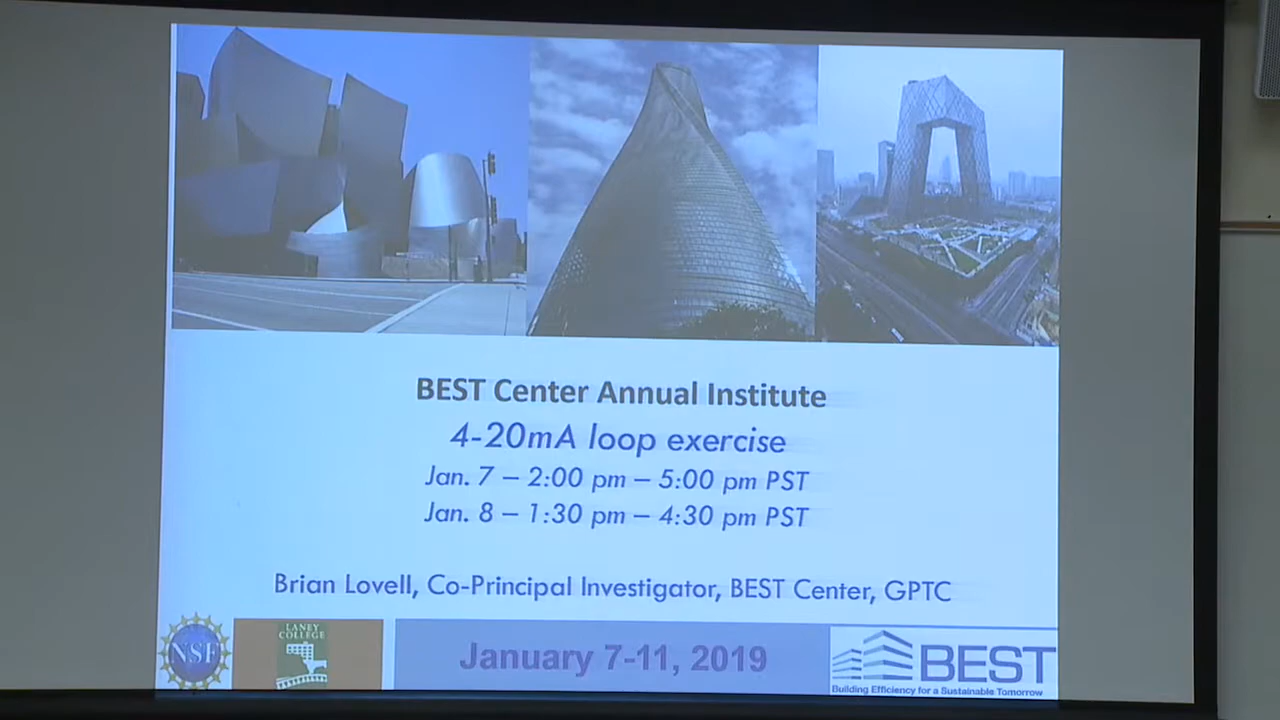 BEST Center Annual Institute
4-20mA loop exercise
Jan. 7 – 2:00 pm – 5:00 pm PST
Jan. 8 – 1:30 pm – 4:30 pm PST
Brian Lovell, Co-Principal Investigator, BEST Center, GPTC
NSF
LANEY
COLLEGE
January 7-11, 2019
BEST
Building Efficiency for a Sustainable Tomorrow